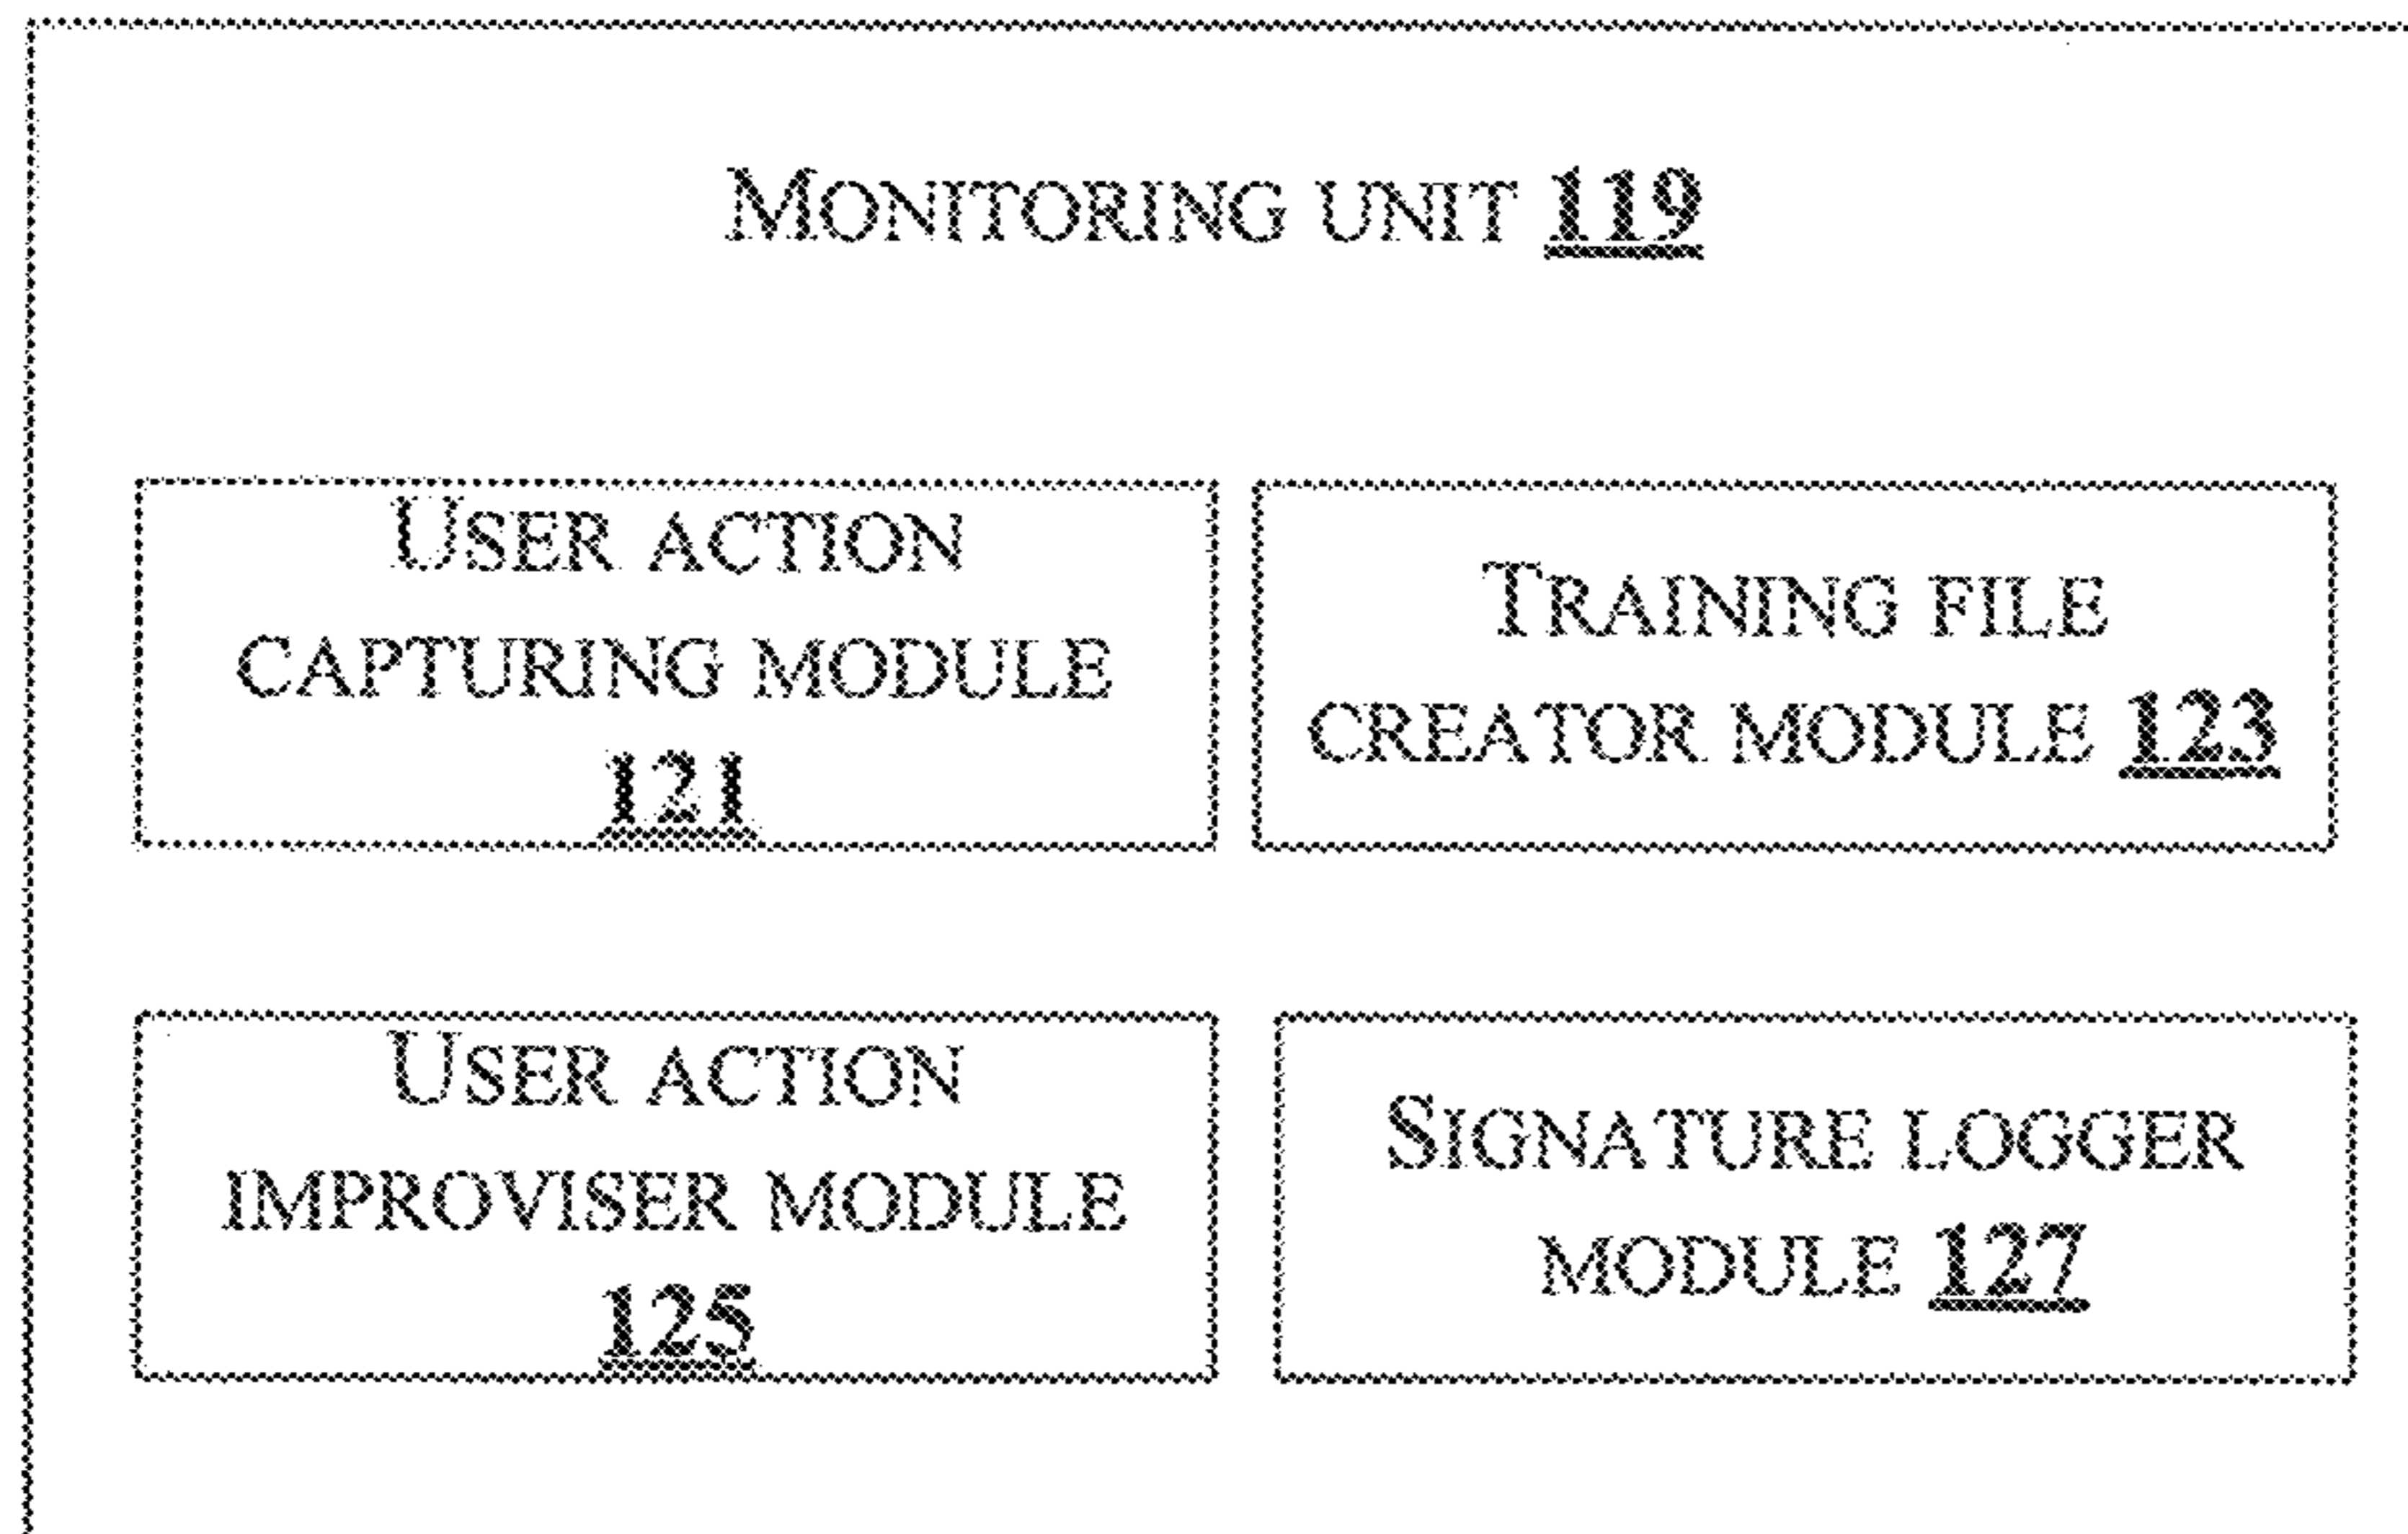 MONITORING UNIT 119
USER ACTION
CAPTURING MODULE
121
TRAINING FILE
CREATOR MODULE 123
USER ACTION
IMPROVISER MODULE
125
SIGNATURE LOGGER
MODULE 127